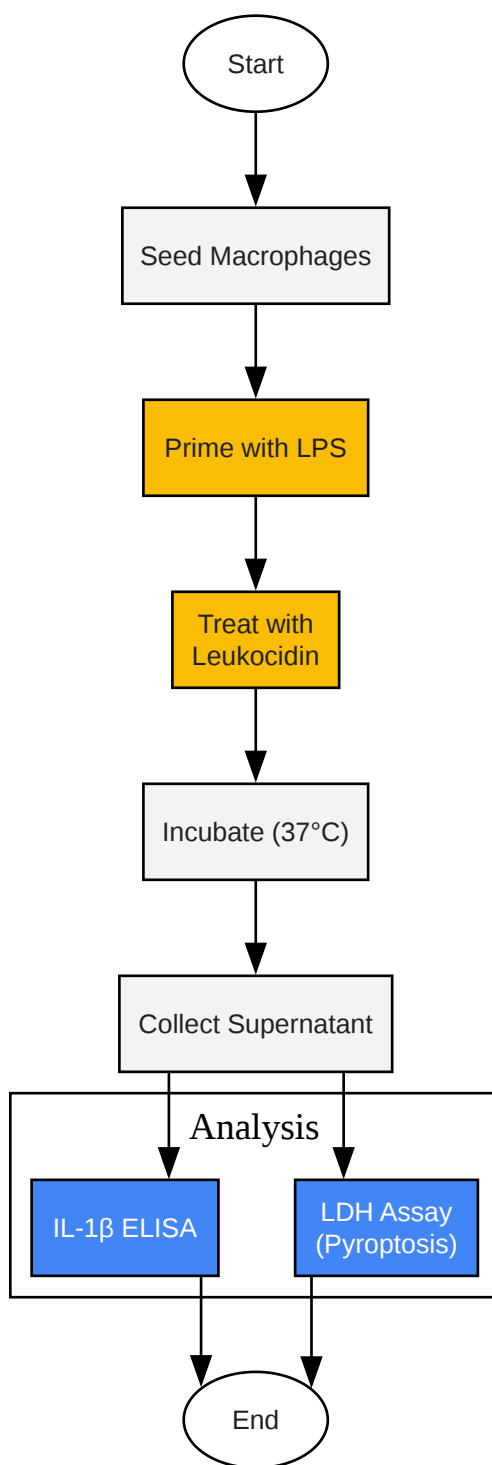 Start
Seed Macrophages
Prime with LPS
Treat with
Leukocidin
Incubate (37°C)
Collect Supernatant
Analysis
IL-1β ELISA
LDH Assay
(Pyroptosis)
End